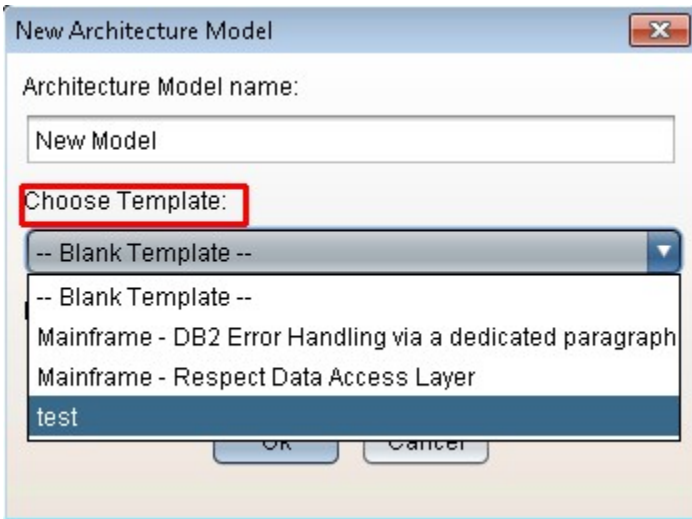 New Architecture Model
Architecture Model name:
New Model
Choose Template:
-- Blank Template --
-- Blank Template --
Mainframe - DB2 Error Handling via a dedicated paragraph
Mainframe - Respect Data Access Layer
test
Ok Cancel